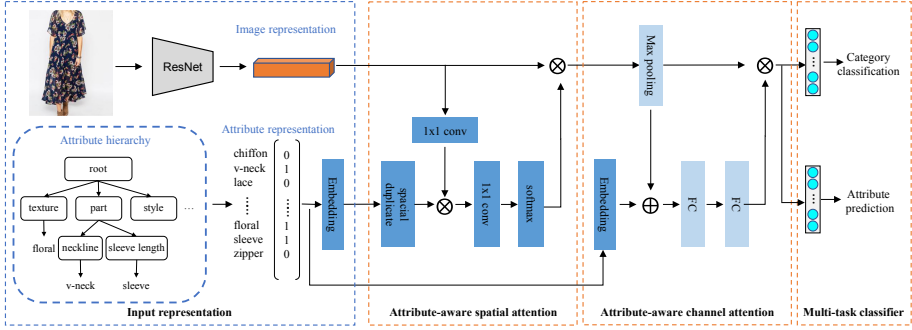 Image representation
ResNet
Max pooling
Category
classification
Attribute hierarchy
root
texture
part
style
...
floral
neckline
sleeve length
v-neck
sleeve
Attribute representation
chiffon 0
v-neck 1
lace 0
floral 1
sleeve 1
zipper 0
Embedding
1x1 conv
spacial
duplicate
1x1 conv
softmax
Embedding
FC
FC
Attribute
prediction
Input representation
Attribute-aware spatial attention
Attribute-aware channel attention
Multi-task classifier